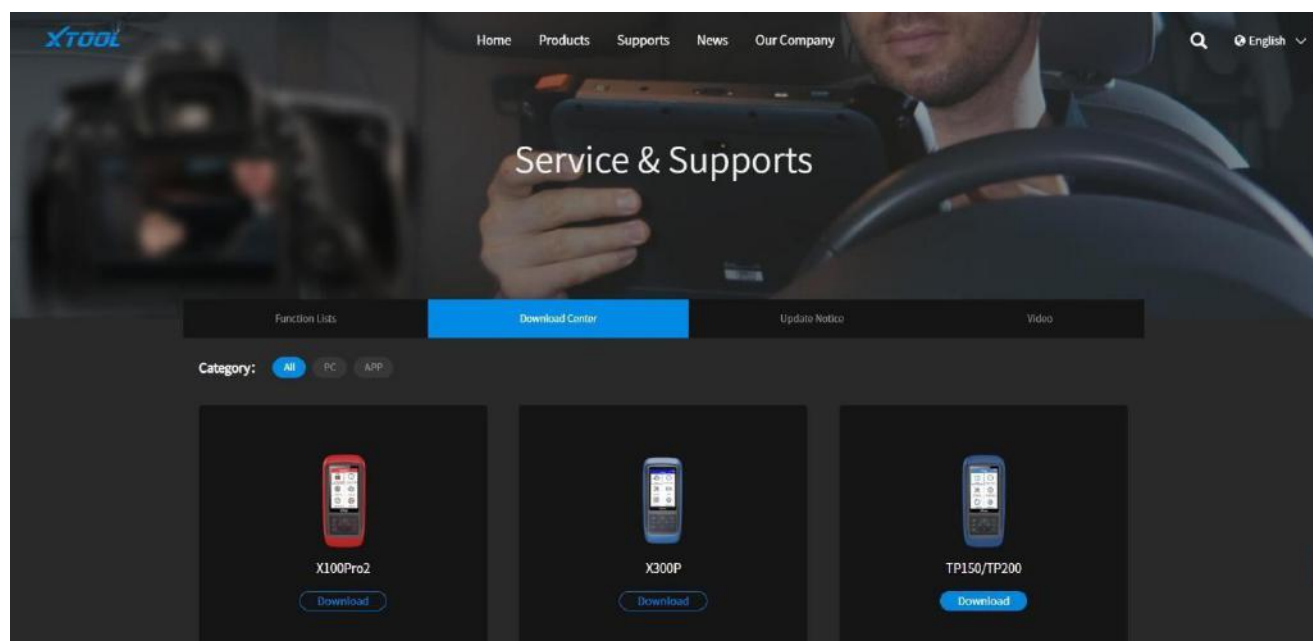 XTOOL
Home Products Supports News Our Company
English
Service & Supports
Function Lists Download Center Update Notice Video
Category: All PC APP
X100Pro2 X300P TP150/TP200
Download Download Download